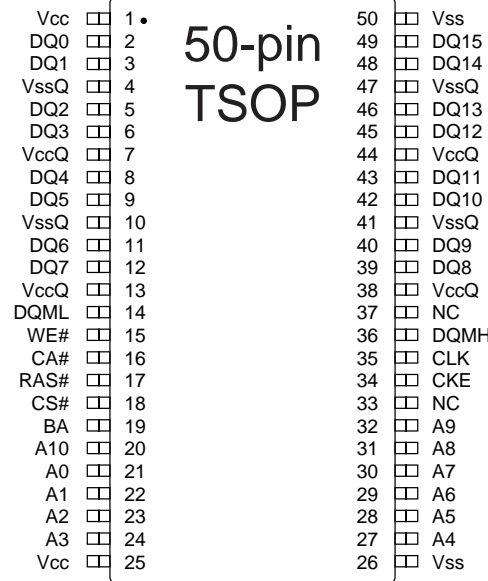 Vcc 1 50 Vss
50-pin
TSOP
DQ0 2 49 DQ15
DQ1 3 48 DQ14
VssQ 4 47 VssQ
DQ2 5 46 DQ13
DQ3 6 45 DQ12
VccQ 7 44 VccQ
DQ4 8 43 DQ11
DQ5 9 42 DQ10
VssQ 10 41 VssQ
DQ6 11 40 DQ9
DQ7 12 39 DQ8
VccQ 13 38 VccQ
DQML 14 37 NC
WE# 15 36 DQMH
CA# 16 35 CLK
RAS# 17 34 CKE
CS# 18 33 NC
BA 19 32 A9
A10 20 31 A8
A0 21 30 A7
A1 22 29 A6
A2 23 28 A5
A3 24 27 A4
Vcc 25 26 Vss